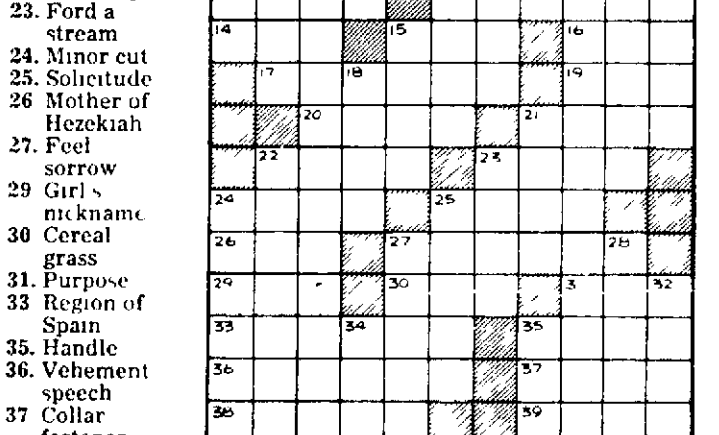 23. Ford a
stream
24. Minor cut
25. Solicitude
26 Mother of
Hezekiah
27. Feel
sorrow
29 Girl s
nickname
30 Cereal
grass
31. Purpose
33 Region of
Spain
35. Handle
36. Vehement
speech
37 Collar
14 15 16
17 18 19
20 21
22 23
24 25
26 27 28
29 30 3 32
33 34 35
36 37
38 39